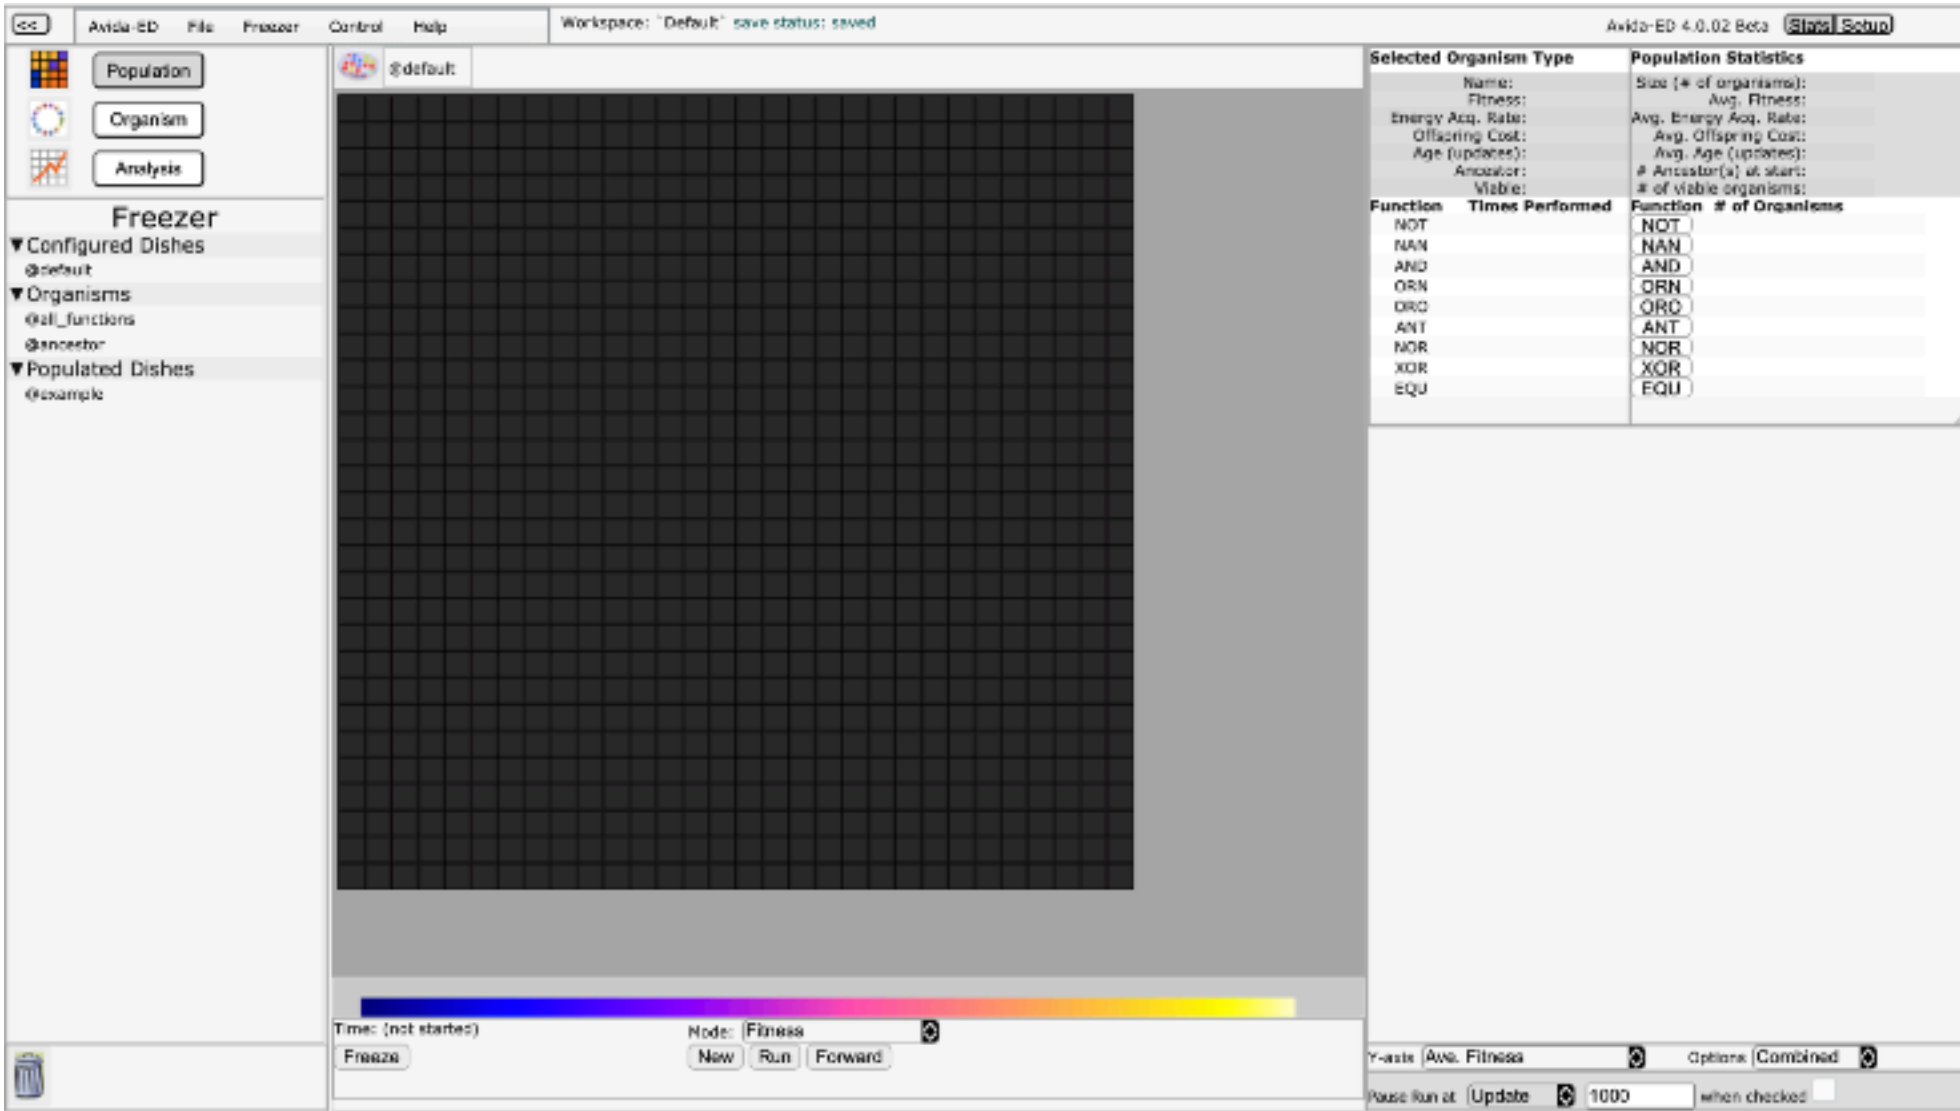 << Avida-ED File Freezer Control Help Workspace: `Default` save status: saved Avida-ED 4.0.02 Beta Stats Setup
Population
Organism
Analysis
Freezer
▼Configured Dishes
@default
▼Organisms
@all_functions
@ancestor
▼Populated Dishes
@example
@default
Time: (not started)
Mode: Fitness
Freeze New Run Forward
Selected Organism Type
Name:
Fitness:
Energy Acq. Rate:
Offspring Cost:
Age (updates):
Ancestor:
Viable:
Function Times Performed
NOT
NAN
AND
ORN
ORO
ANT
NOR
XOR
EQU
Population Statistics
Size (# of organisms):
Avg. Fitness:
Avg. Energy Acq. Rate:
Avg. Offspring Cost:
Avg. Age (updates):
# Ancestor(s) at start:
# of viable organisms:
Function # of Organisms
NOT
NAN
AND
ORN
ORO
ANT
NOR
XOR
EQU
Y-axis Ave. Fitness Options Combined
Pause Run at Update 1000 when checked